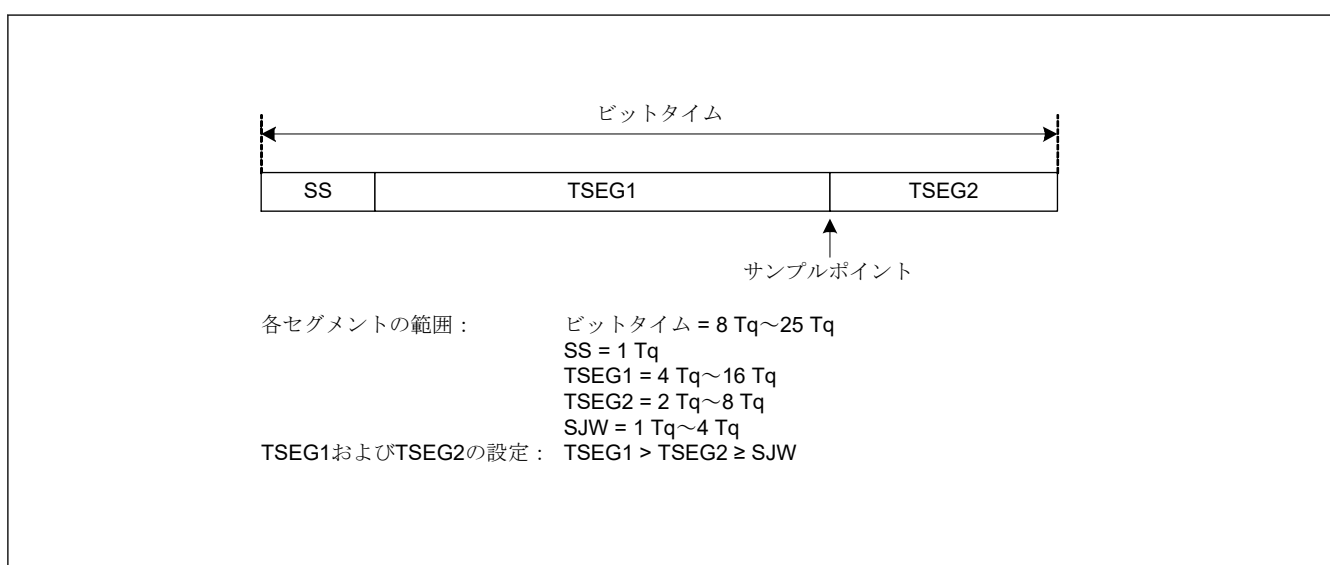 ビットタイム
SS TSEG1 TSEG2
サンプルポイント
各セグメントの範囲： ビットタイム = 8 Tq～25 Tq
SS = 1 Tq
TSEG1 = 4 Tq～16 Tq
TSEG2 = 2 Tq～8 Tq
SJW = 1 Tq～4 Tq
TSEG1およびTSEG2の設定： TSEG1 > TSEG2 ≥ SJW